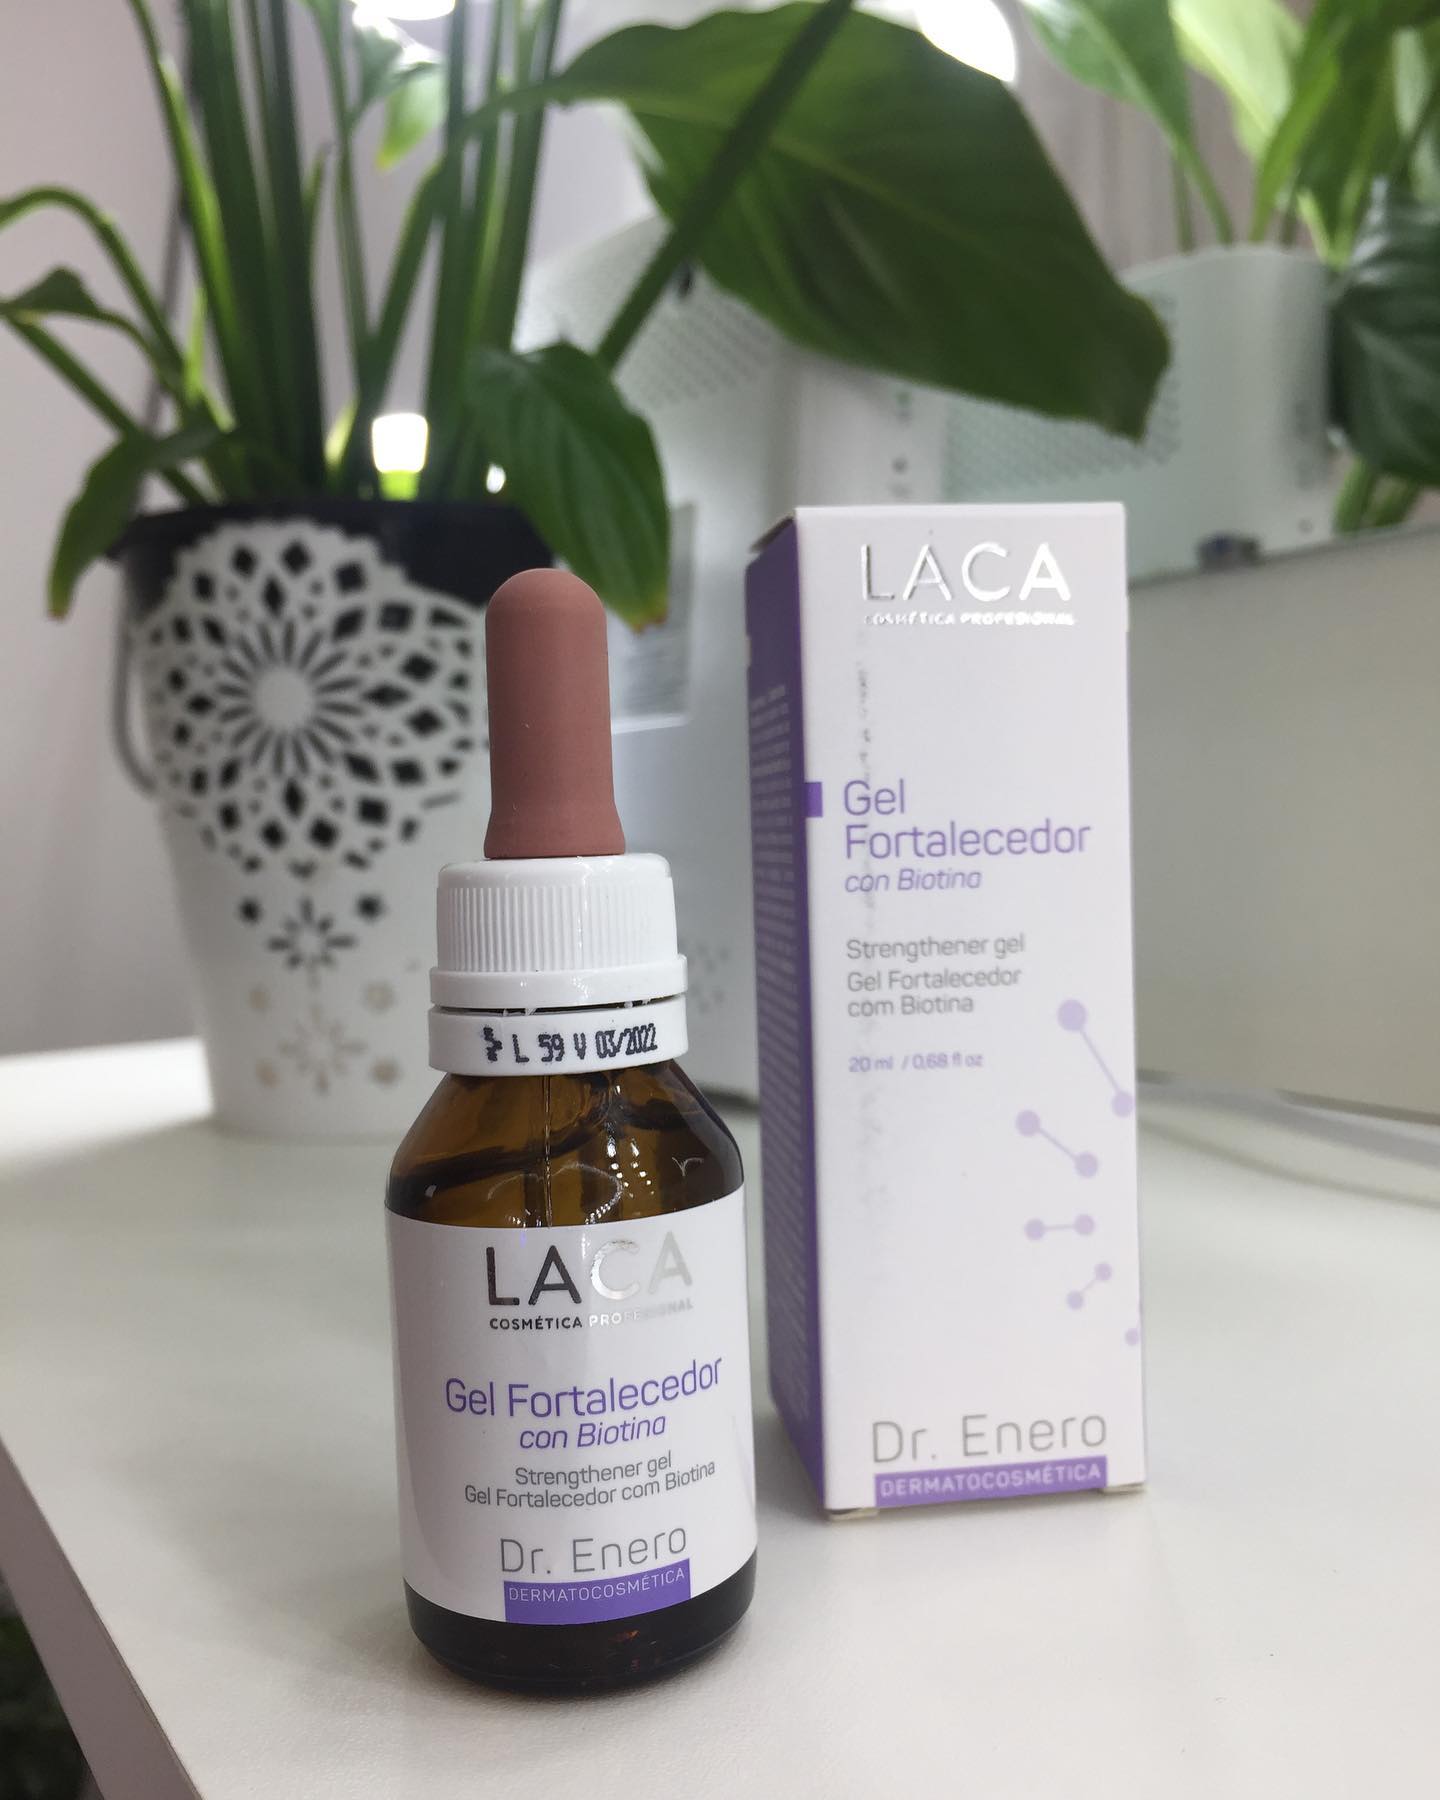 LACA
COSMÉTICA PROFESIONAL
Gel
Fortalecedor
con Biotina
Strengthener gel
Gel Fortalecedor
com Biotina
20 ml / 0,68 fl oz
Dr. Enero
DERMATOCOSMÉTICA
L 59 V 03/2022
LACA
COSMÉTICA PROFESIONAL
Gel Fortalecedor
con Biotina
Strengthener gel
Gel Fortalecedor com Biotina
Dr. Enero
DERMATOCOSMÉTICA